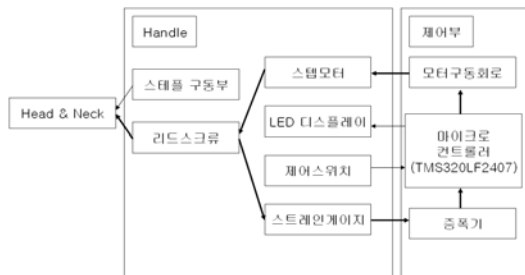 Handle
제어부
스테플 구동부
스텝모터
모터구동회로
Head & Neck
리드스크류
LED 디스플레이
마이크로
컨트롤러
(TMS320LF2407)
제어스위치
스트레인게이지
증폭기